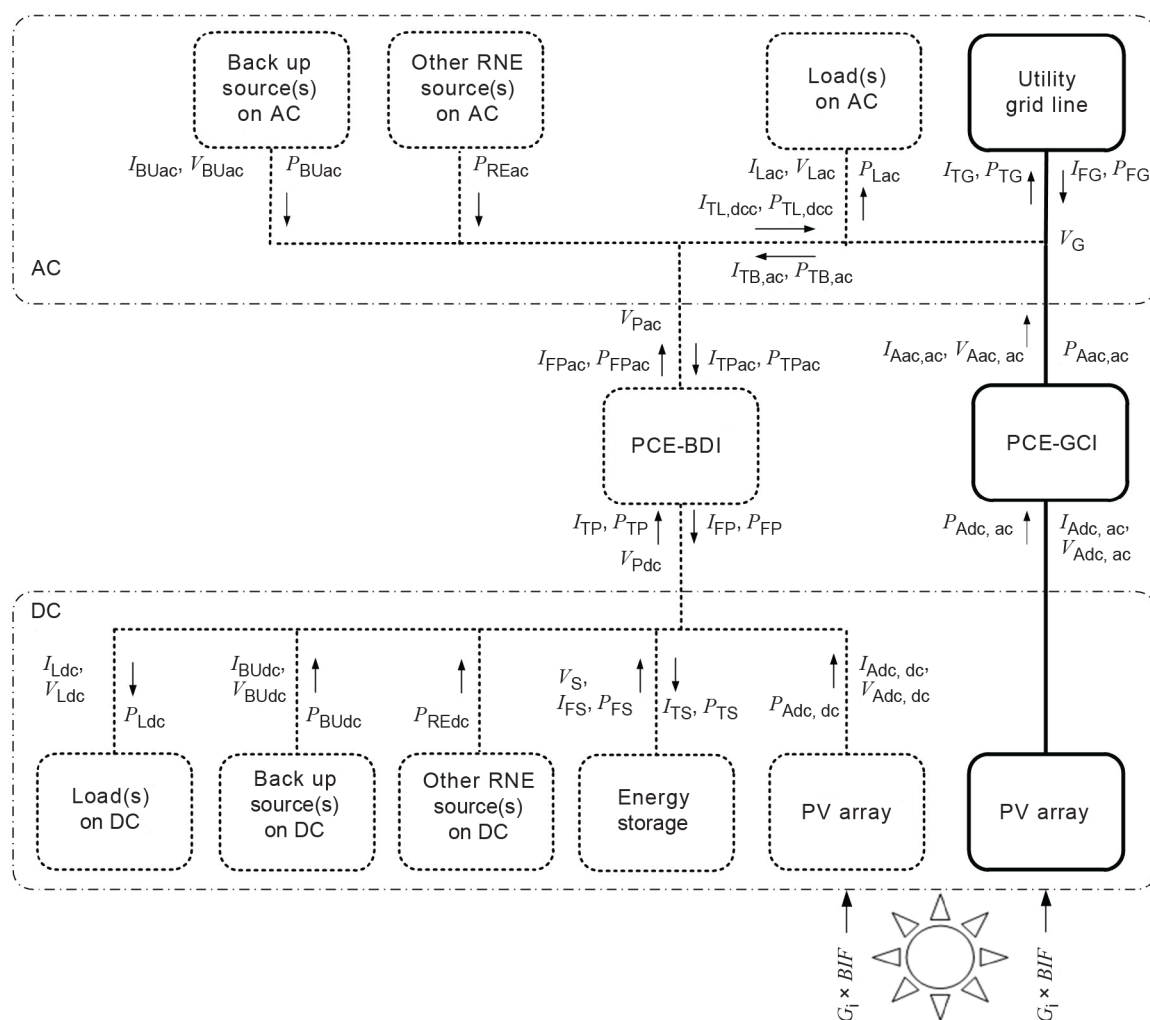 Back up
source(s)
on AC
Other RNE
source(s)
on AC
Load(s)
on AC
Utility
grid line
I_BUac, V_BUac
P_BUac
P_REac
I_Lac, V_Lac
P_Lac
I_TG, P_TG
I_FG, P_FG
I_TL,dcc, P_TL,dcc
V_G
AC
I_TB,ac, P_TB,ac
V_Pac
I_FPac, P_FPac
I_TPac, P_TPac
I_Aac,ac, V_Aac, ac
P_Aac,ac
PCE-BDI
PCE-GCI
I_TP, P_TP
I_FP, P_FP
V_Pdc
P_Adc, ac
I_Adc, ac,
V_Adc, ac
DC
I_Ldc,
V_Ldc
P_Ldc
I_BUdc,
V_BUdc
P_BUdc
P_REdc
V_S,
I_FS, P_FS
I_TS, P_TS
P_Adc, dc
I_Adc, dc,
V_Adc, dc
Load(s)
on DC
Back up
source(s)
on DC
Other RNE
source(s)
on DC
Energy
storage
PV array
PV array
G_i × BIF
G_i × BIF